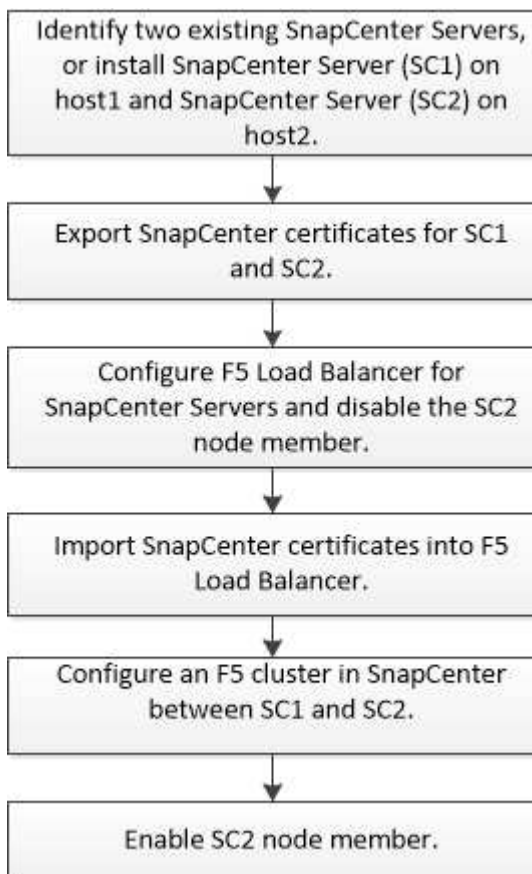 Identify two existing SnapCenter Servers,
or install SnapCenter Server (SC1) on
host1 and SnapCenter Server (SC2) on
host2.
Export SnapCenter certificates for SC1
and SC2.
Configure F5 Load Balancer for
SnapCenter Servers and disable the SC2
node member.
Import SnapCenter certificates into F5
Load Balancer.
Configure an F5 cluster in SnapCenter
between SC1 and SC2.
Enable SC2 node member.